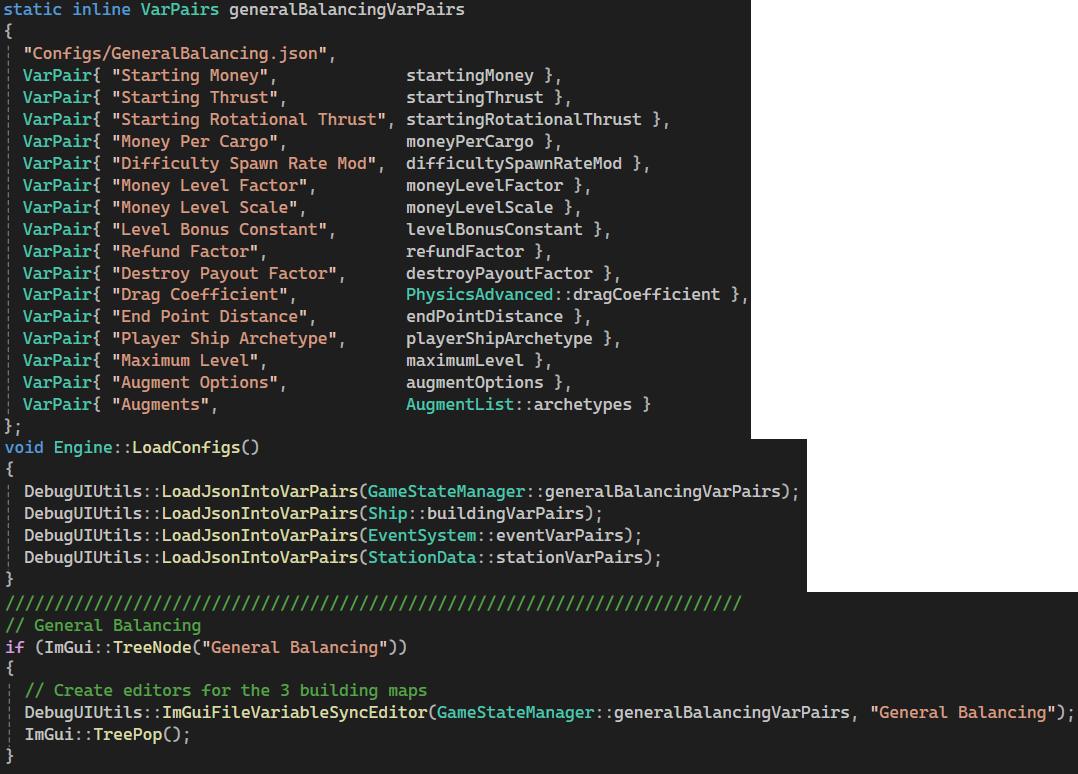 static inline VarPairs generalBalancingVarPairs
{
  "Configs/GeneralBalancing.json",
  VarPair{ "Starting Money",             startingMoney },
  VarPair{ "Starting Thrust",            startingThrust },
  VarPair{ "Starting Rotational Thrust", startingRotationalThrust },
  VarPair{ "Money Per Cargo",            moneyPerCargo },
  VarPair{ "Difficulty Spawn Rate Mod",  difficultySpawnRateMod },
  VarPair{ "Money Level Factor",         moneyLevelFactor },
  VarPair{ "Money Level Scale",          moneyLevelScale },
  VarPair{ "Level Bonus Constant",       levelBonusConstant },
  VarPair{ "Refund Factor",              refundFactor },
  VarPair{ "Destroy Payout Factor",      destroyPayoutFactor },
  VarPair{ "Drag Coefficient",           PhysicsAdvanced::dragCoefficient },
  VarPair{ "End Point Distance",         endPointDistance },
  VarPair{ "Player Ship Archetype",      playerShipArchetype },
  VarPair{ "Maximum Level",              maximumLevel },
  VarPair{ "Augment Options",            augmentOptions },
  VarPair{ "Augments",                   AugmentList::archetypes }
};
void Engine::LoadConfigs()
{
  DebugUIUtils::LoadJsonIntoVarPairs(GameStateManager::generalBalancingVarPairs);
  DebugUIUtils::LoadJsonIntoVarPairs(Ship::buildingVarPairs);
  DebugUIUtils::LoadJsonIntoVarPairs(EventSystem::eventVarPairs);
  DebugUIUtils::LoadJsonIntoVarPairs(StationData::stationVarPairs);
}
///////////////////////////////////////////////////////////////////////////
// General Balancing
if (ImGui::TreeNode("General Balancing"))
{
  // Create editors for the 3 building maps
  DebugUIUtils::ImGuiFileVariableSyncEditor(GameStateManager::generalBalancingVarPairs, "General Balancing");
  ImGui::TreePop();
}